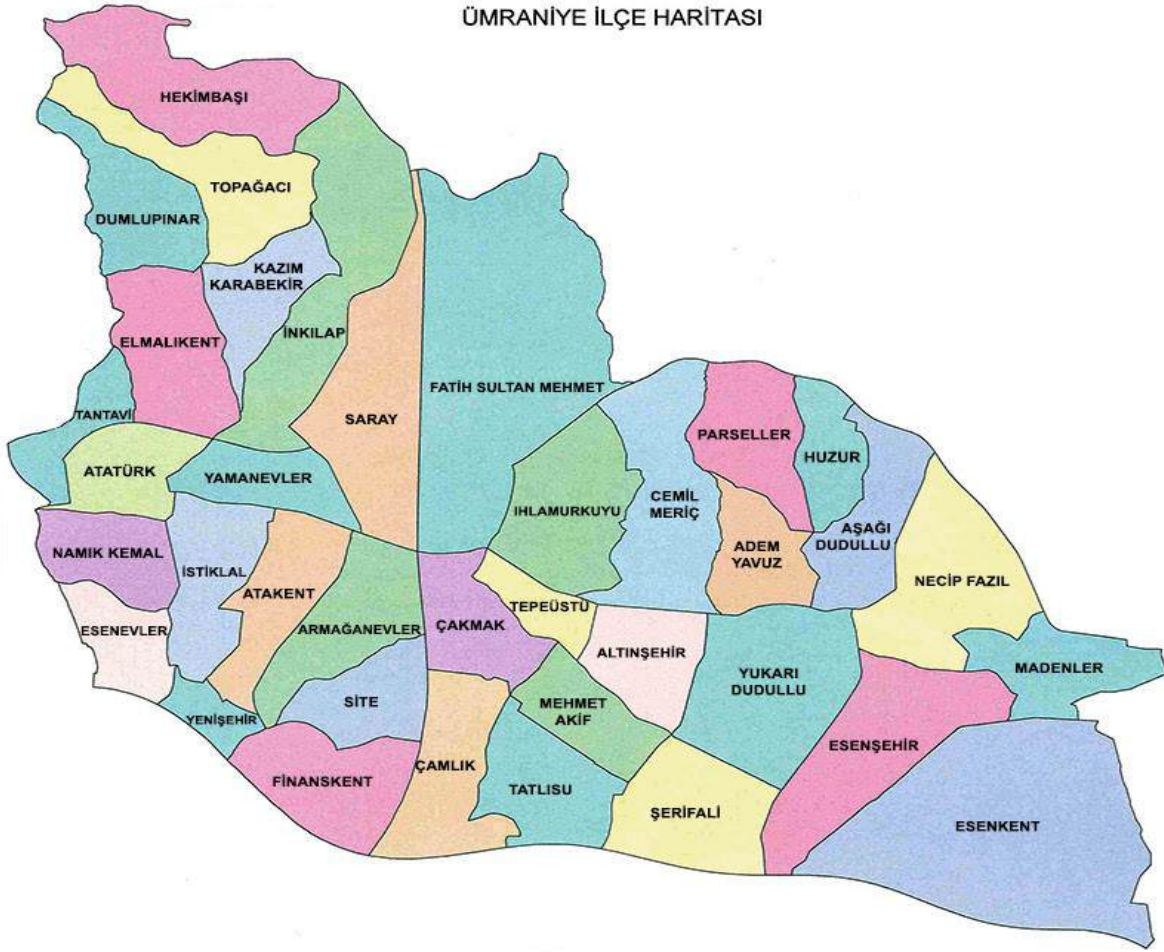 ÜMRANİYE İLÇE HARİTASI
HEKİMBAŞI
TOPAĞACI
DUMLUPINAR
KAZIM
KARABEKİR
İNKILAP
ELMALIKENT
FATİH SULTAN MEHMET
TANTAVİ
SARAY
PARSELLER
HUZUR
ATATÜRK
YAMANEVLER
IHLAMURKUYU
CEMİL
MERİÇ
AŞAĞI
DUDULLU
NAMIK KEMAL
İSTİKLAL
ATAKENT
ADEM
YAVUZ
NECİP FAZIL
TEPEÜSTÜ
ESENEVLER
ARMAĞANEVLER
ÇAKMAK
ALTINŞEHİR
YUKARI
DUDULLU
MADENLER
YENİŞEHİR
SİTE
MEHMET
AKİF
ESENŞEHİR
FİNANSKENT
ÇAMLIK
TATLISU
ŞERİFALİ
ESENKENT